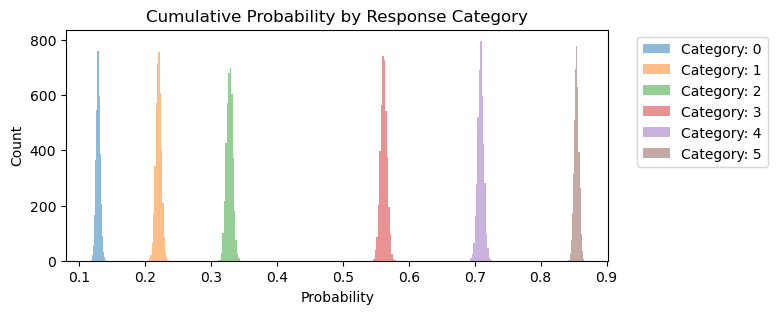 Cumulative Probability by Response Category
800
600
400
200
0
Count
0.1 0.2 0.3 0.4 0.5 0.6 0.7 0.8 0.9
Probability
Category: 0
Category: 1
Category: 2
Category: 3
Category: 4
Category: 5